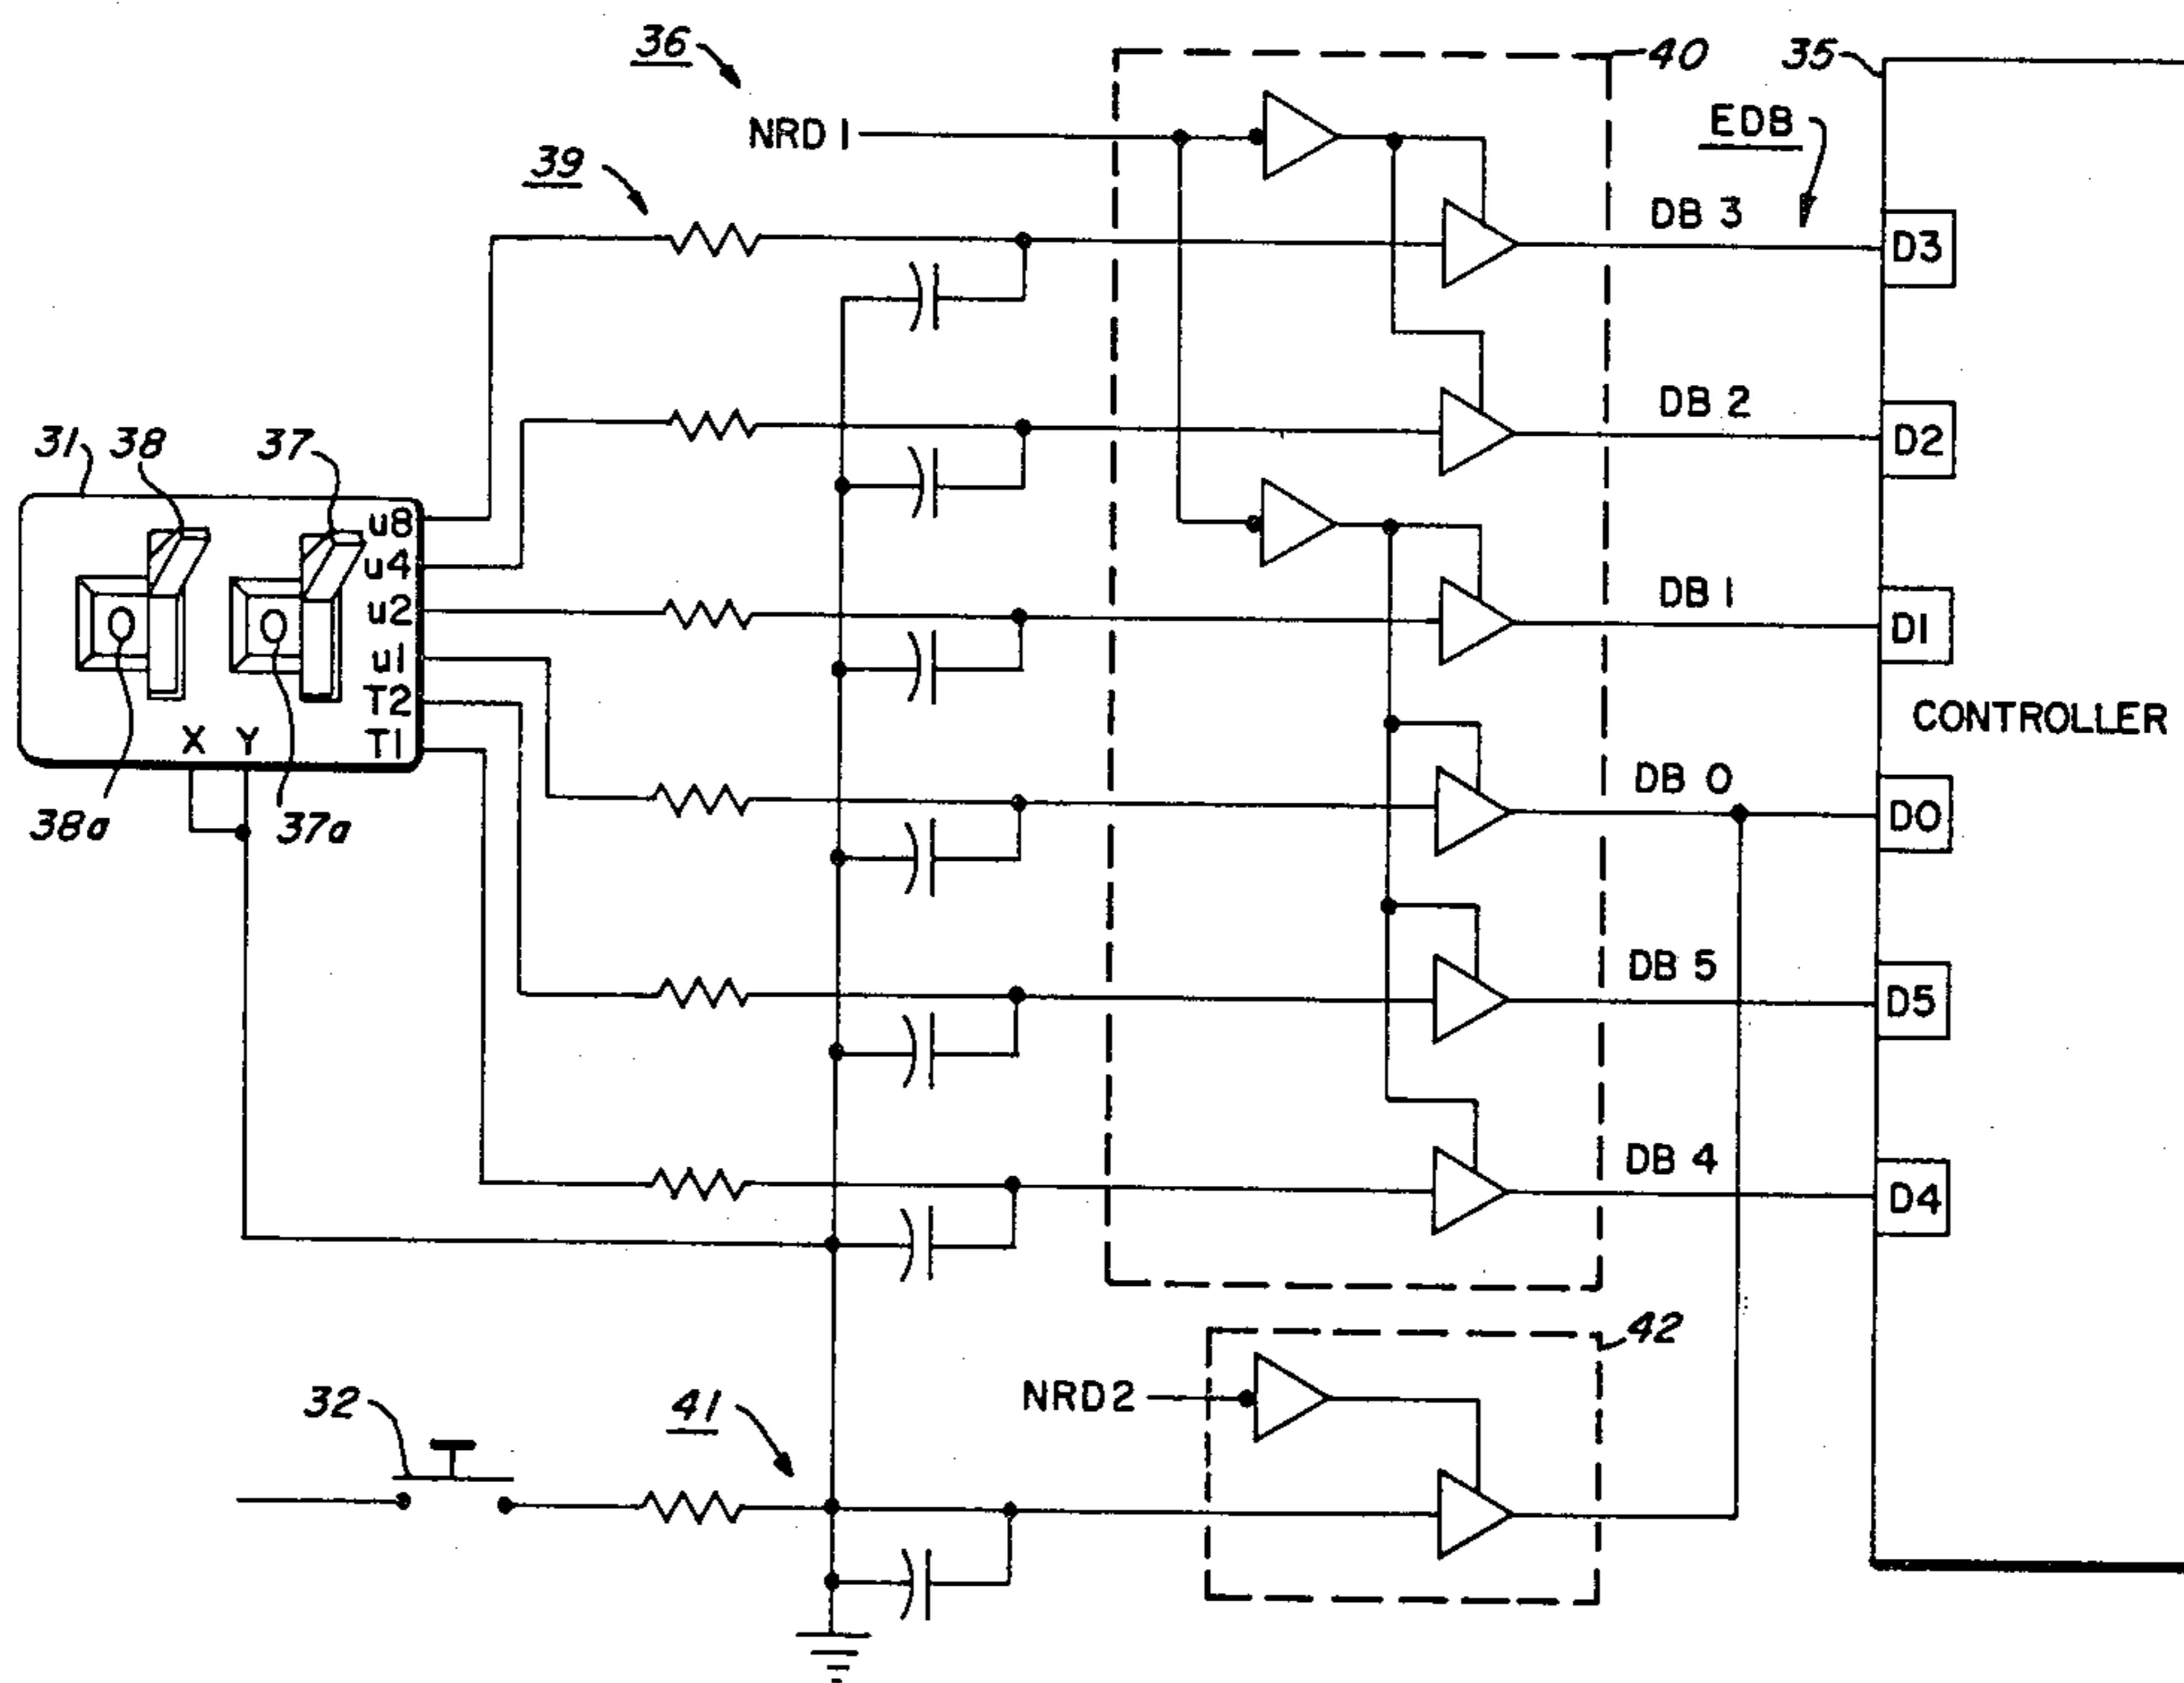 36
NRD 1
40
35
EDB
39
DB 3
D3
DB 2
D2
31
38
37
u8
u4
u2
u1
T2
T1
X
Y
O
O
38a
37a
DB 1
D1
CONTROLLER
DB 0
D0
DB 5
D5
DB 4
D4
42
NRD2
32
41